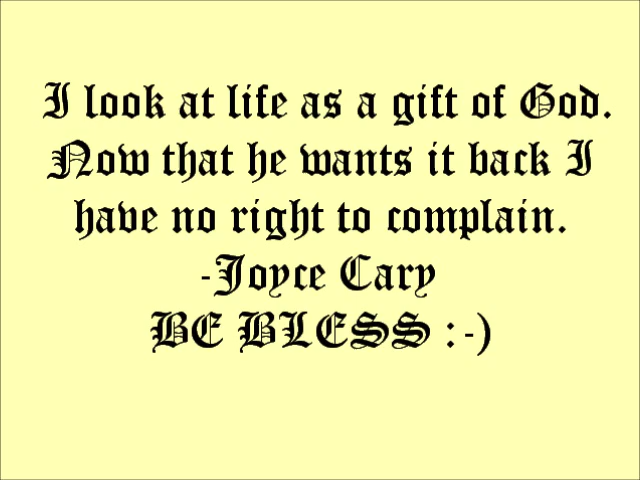 I look at life as a gift of God.
Now that he wants it back I
have no right to complain.
-Joyce Cary
BE BLESS :-)